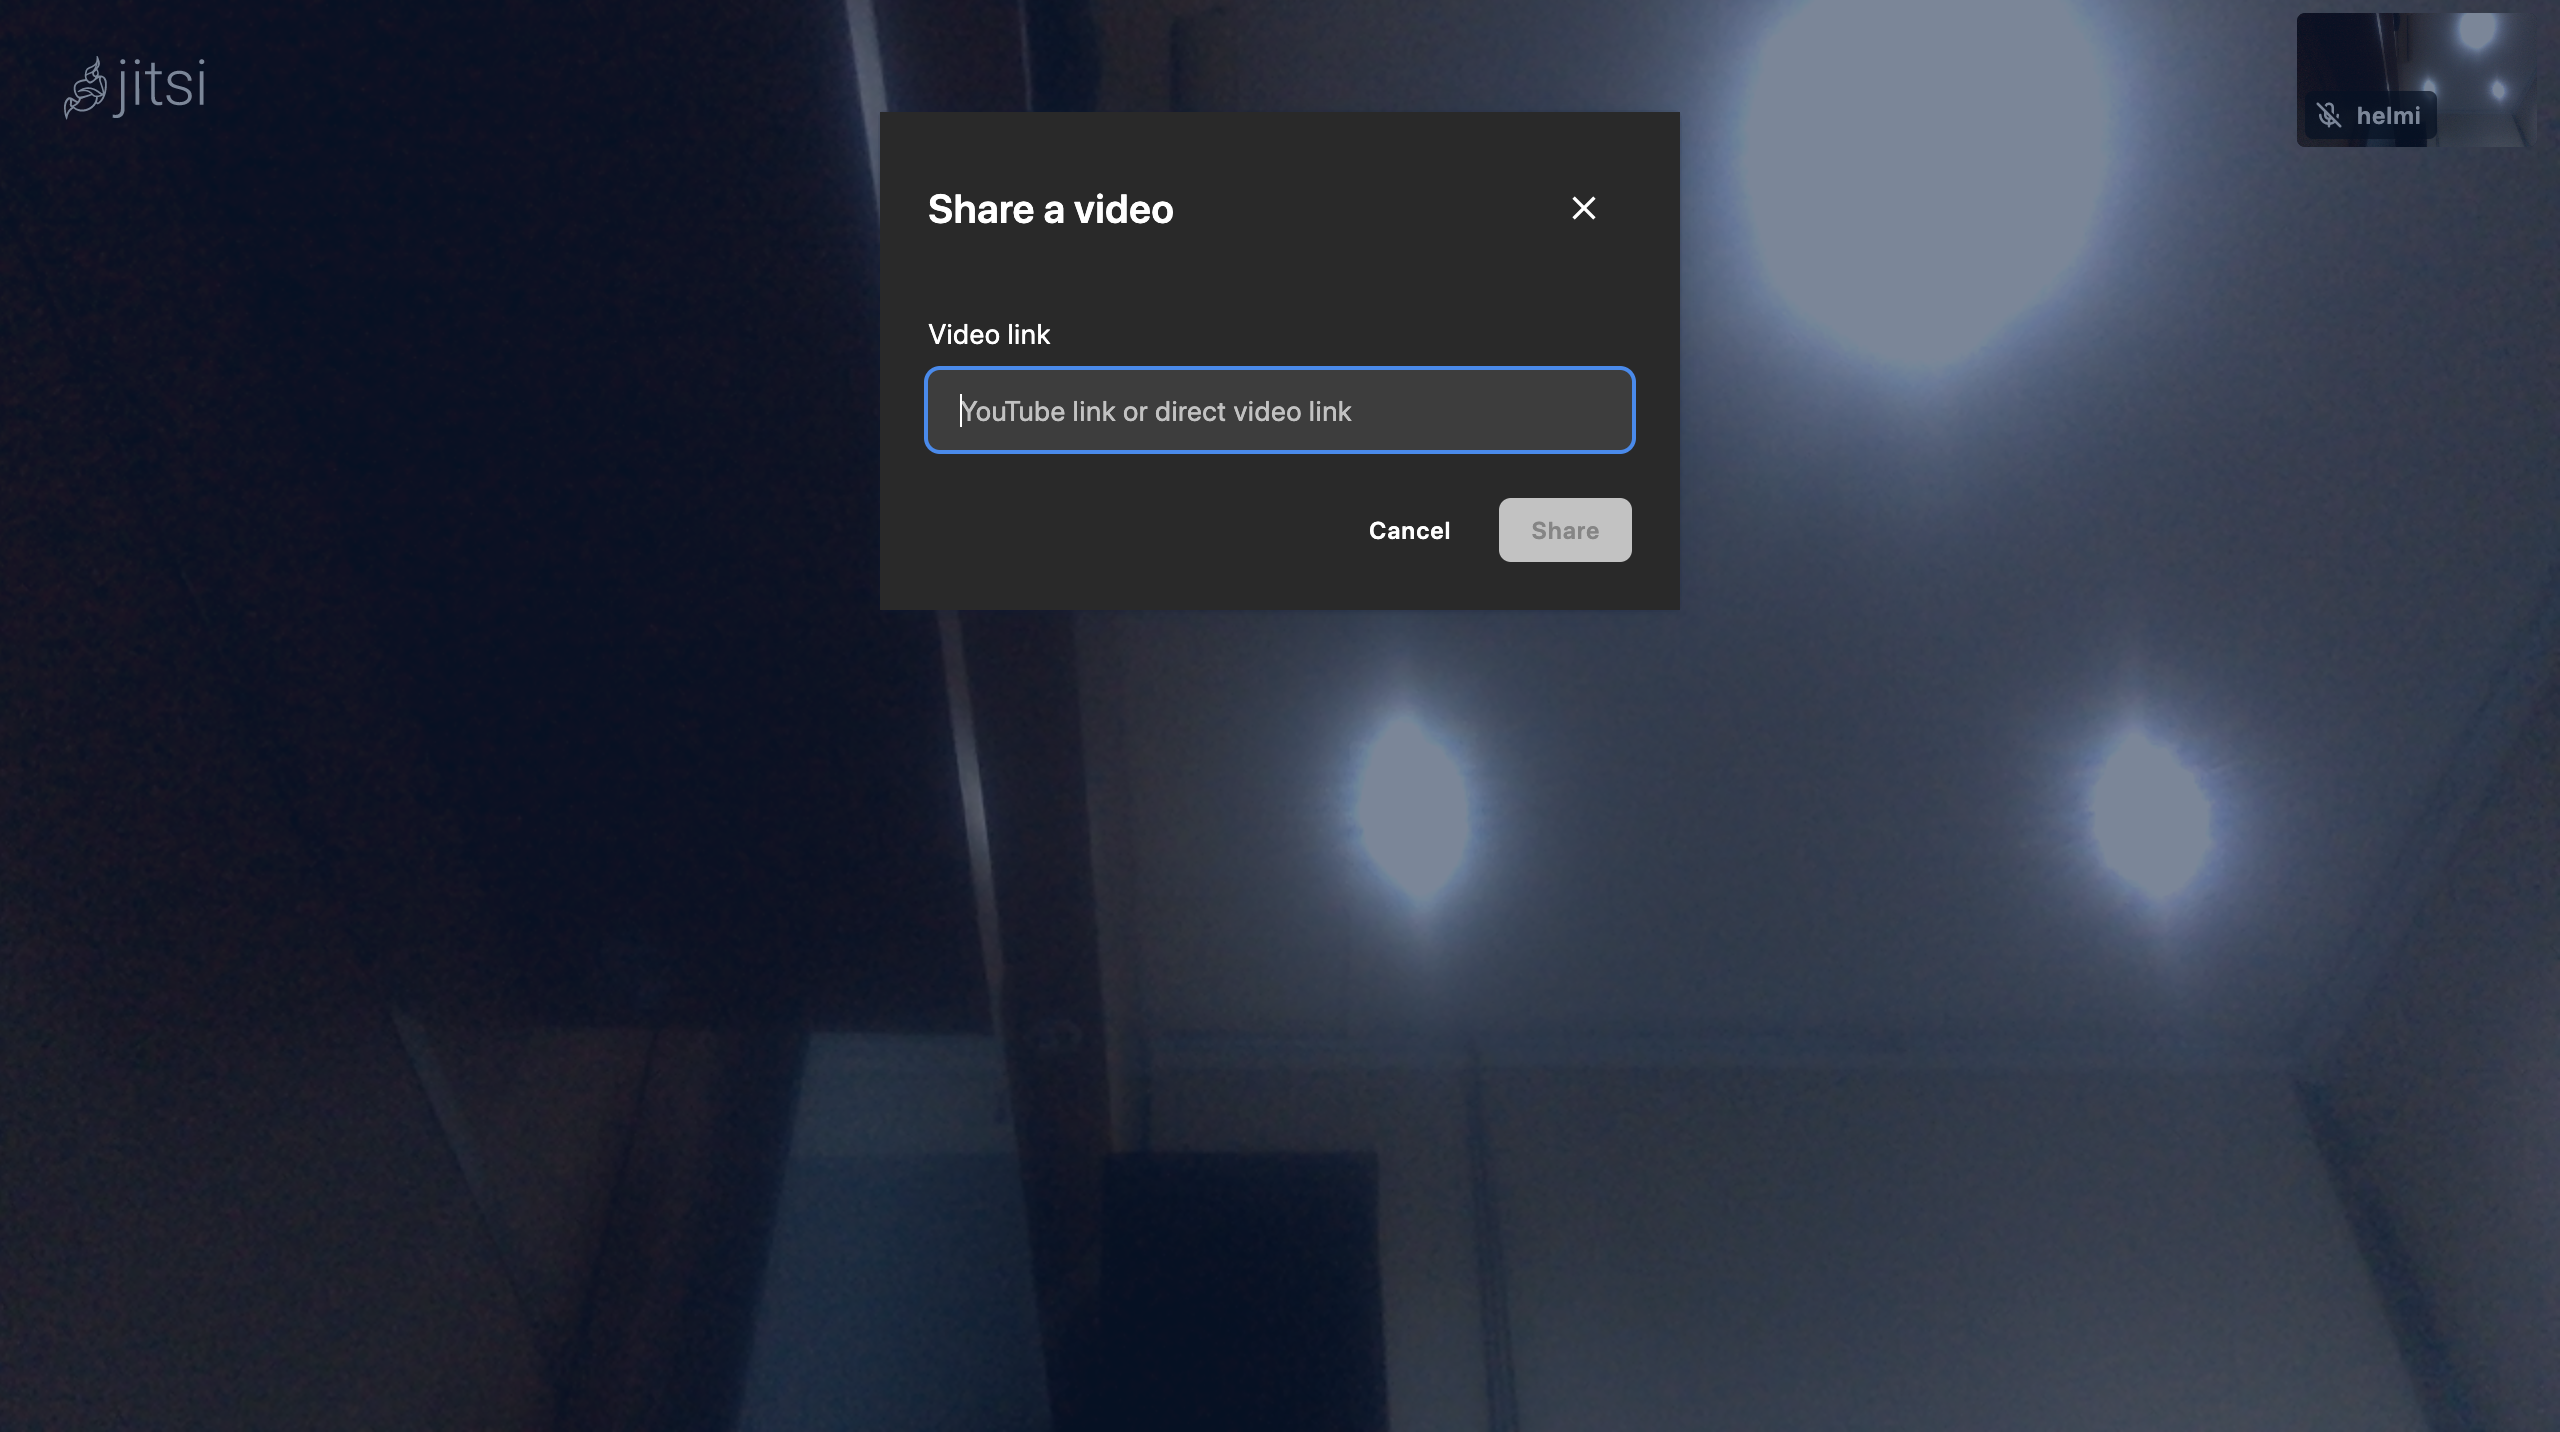 jitsi
helmi
Share a video
Video link
YouTube link or direct video link
Cancel
Share